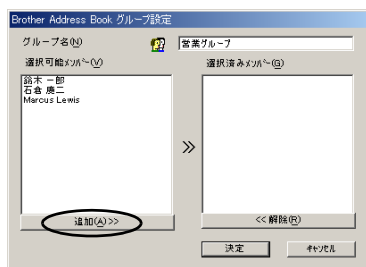 Brother Address Book グループ設定
グループ名(N)
営業グループ
選択可能メンバー(V)
選択済みメンバー(G)
鈴木 一郎
石倉 慶二
Marcus Lewis
追加(A)>>
<<解除(R)
決定
キャンセル